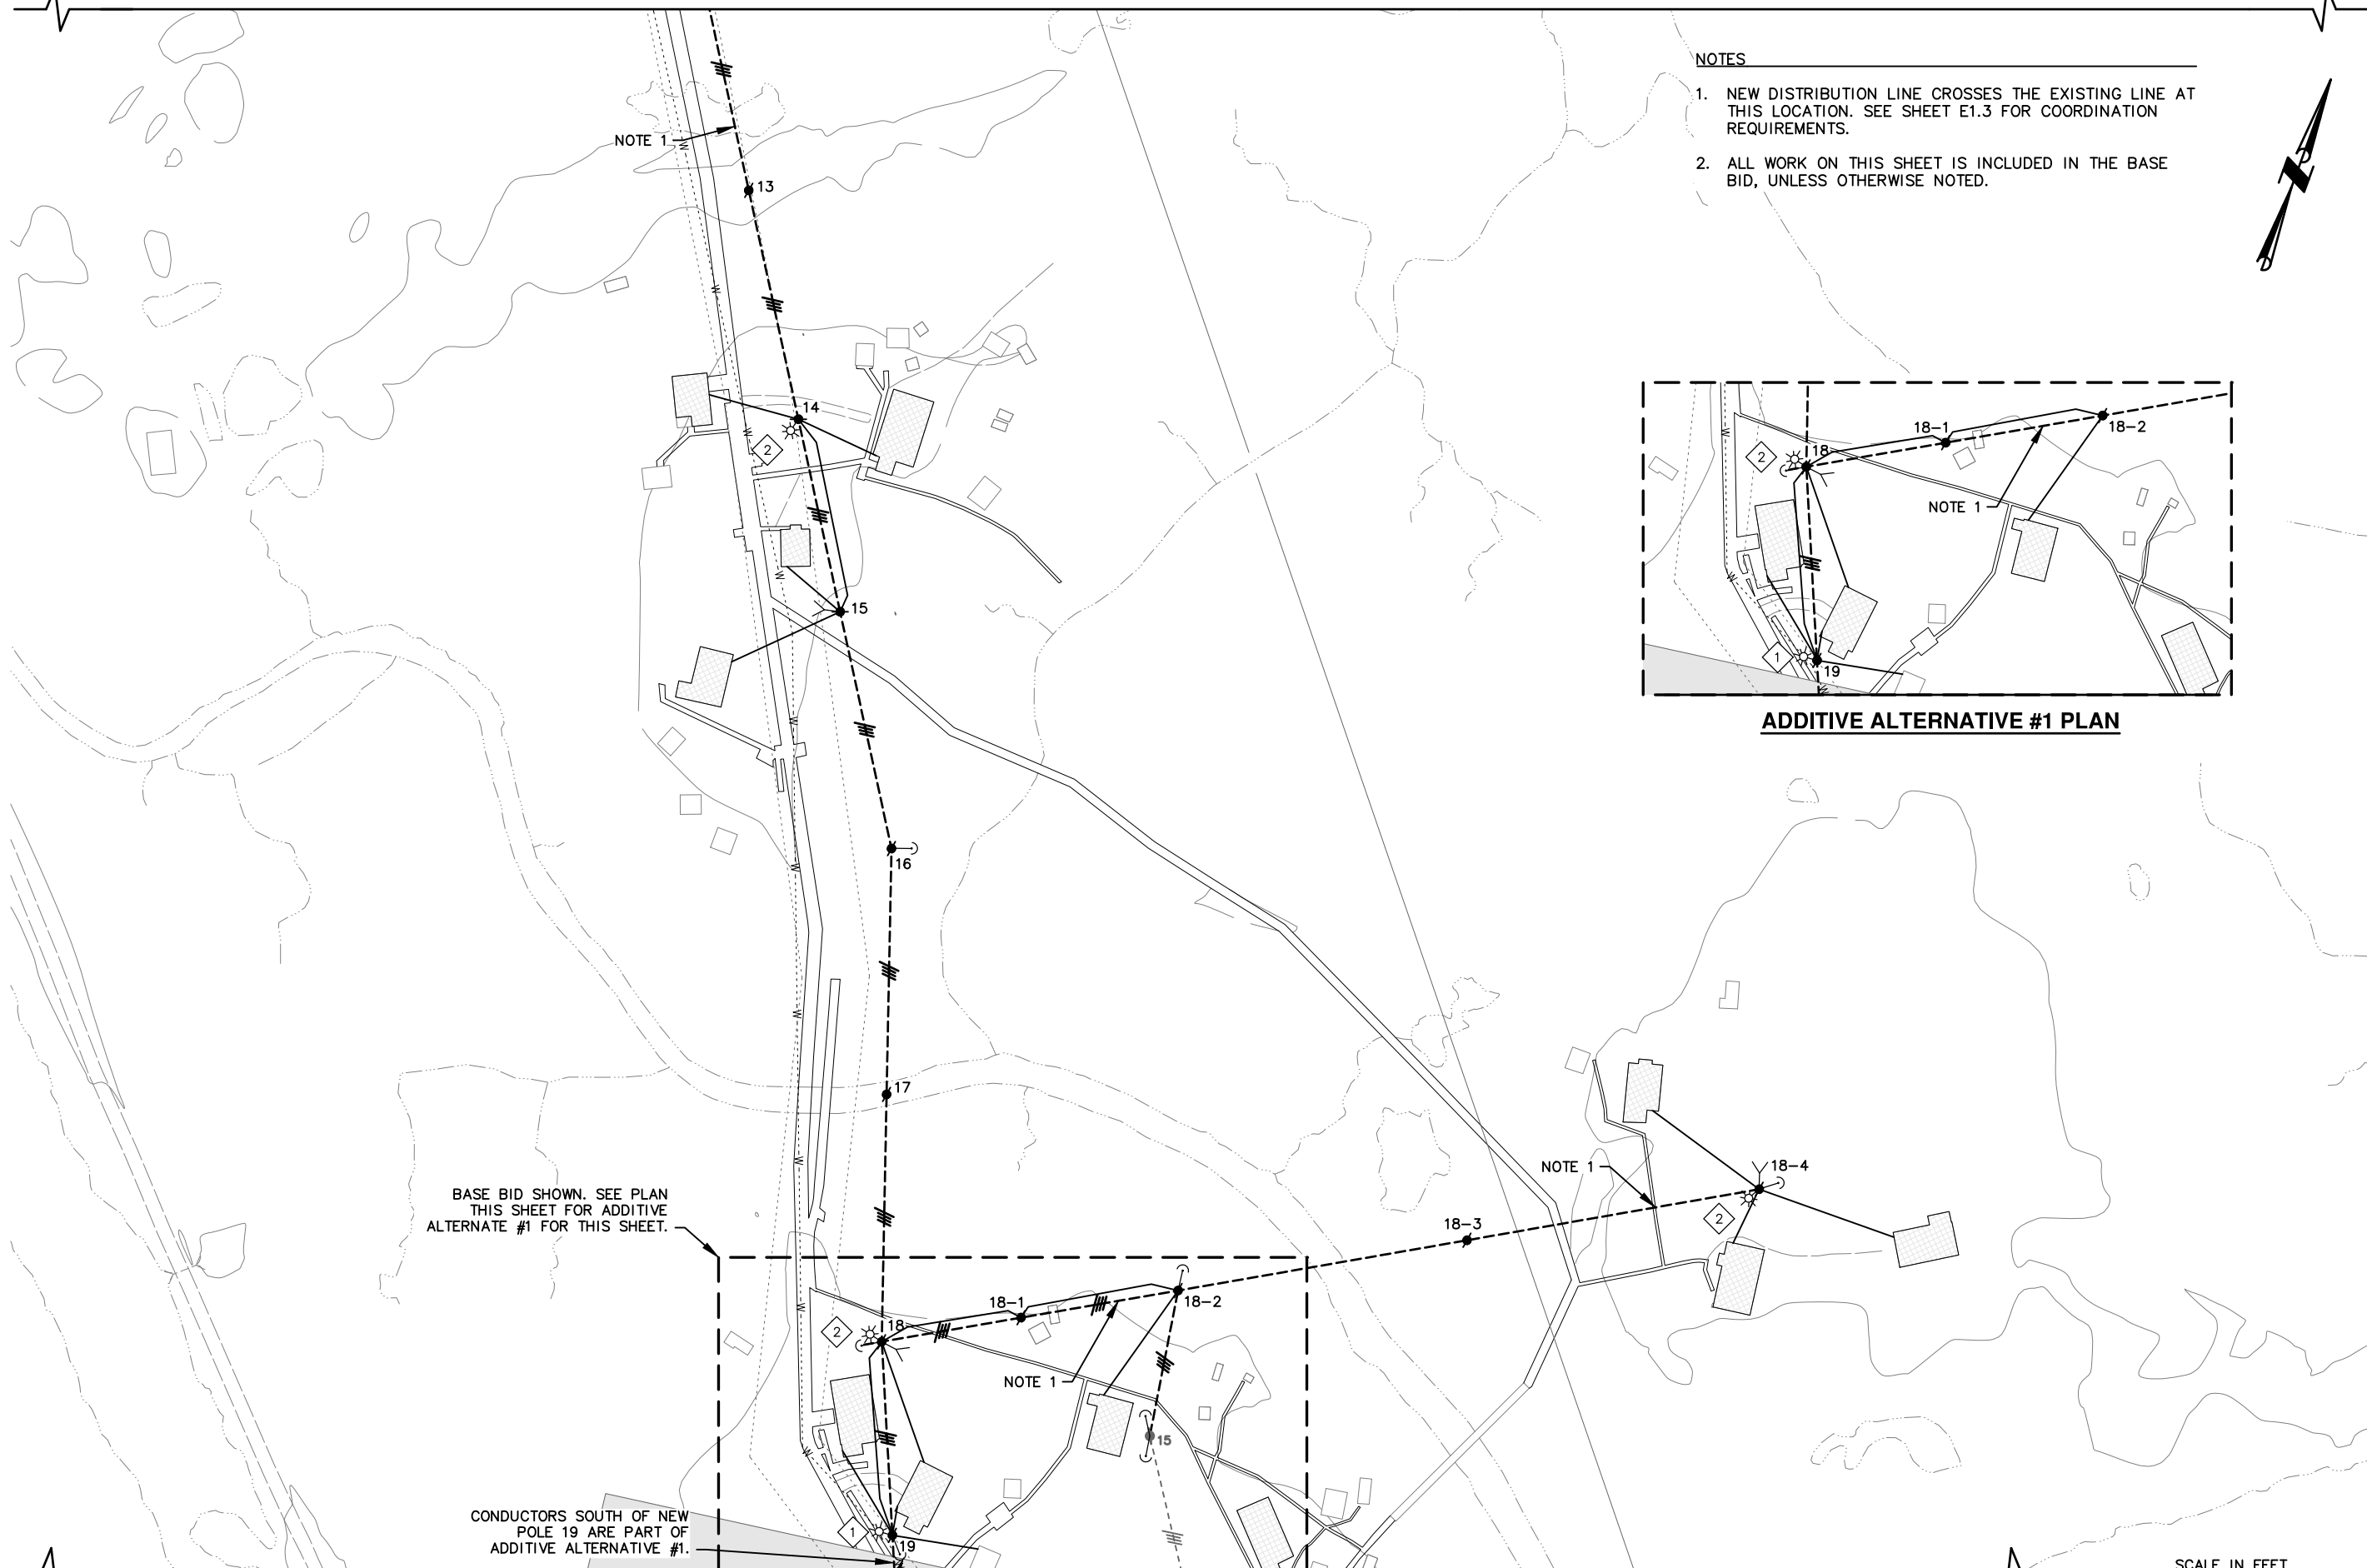 NOTES
1. NEW DISTRIBUTION LINE CROSSES THE EXISTING LINE AT
THIS LOCATION. SEE SHEET E1.3 FOR COORDINATION
REQUIREMENTS.
2. ALL WORK ON THIS SHEET IS INCLUDED IN THE BASE
BID, UNLESS OTHERWISE NOTED.
N
NOTE 1
W
13
W
14
W
2
W
15
W
W
16
W
W
17
W
W
BASE BID SHOWN. SEE PLAN
THIS SHEET FOR ADDITIVE
ALTERNATE #1 FOR THIS SHEET.
18-1
18-2
18
2
NOTE 1
15
W
1
19
CONDUCTORS SOUTH OF NEW
POLE 19 ARE PART OF
ADDITIVE ALTERNATIVE #1.
18-3
NOTE 1
18-4
2
18-1
18-2
W
18
2
NOTE 1
W
1
19
W
ADDITIVE ALTERNATIVE #1 PLAN
SCALE IN FEET